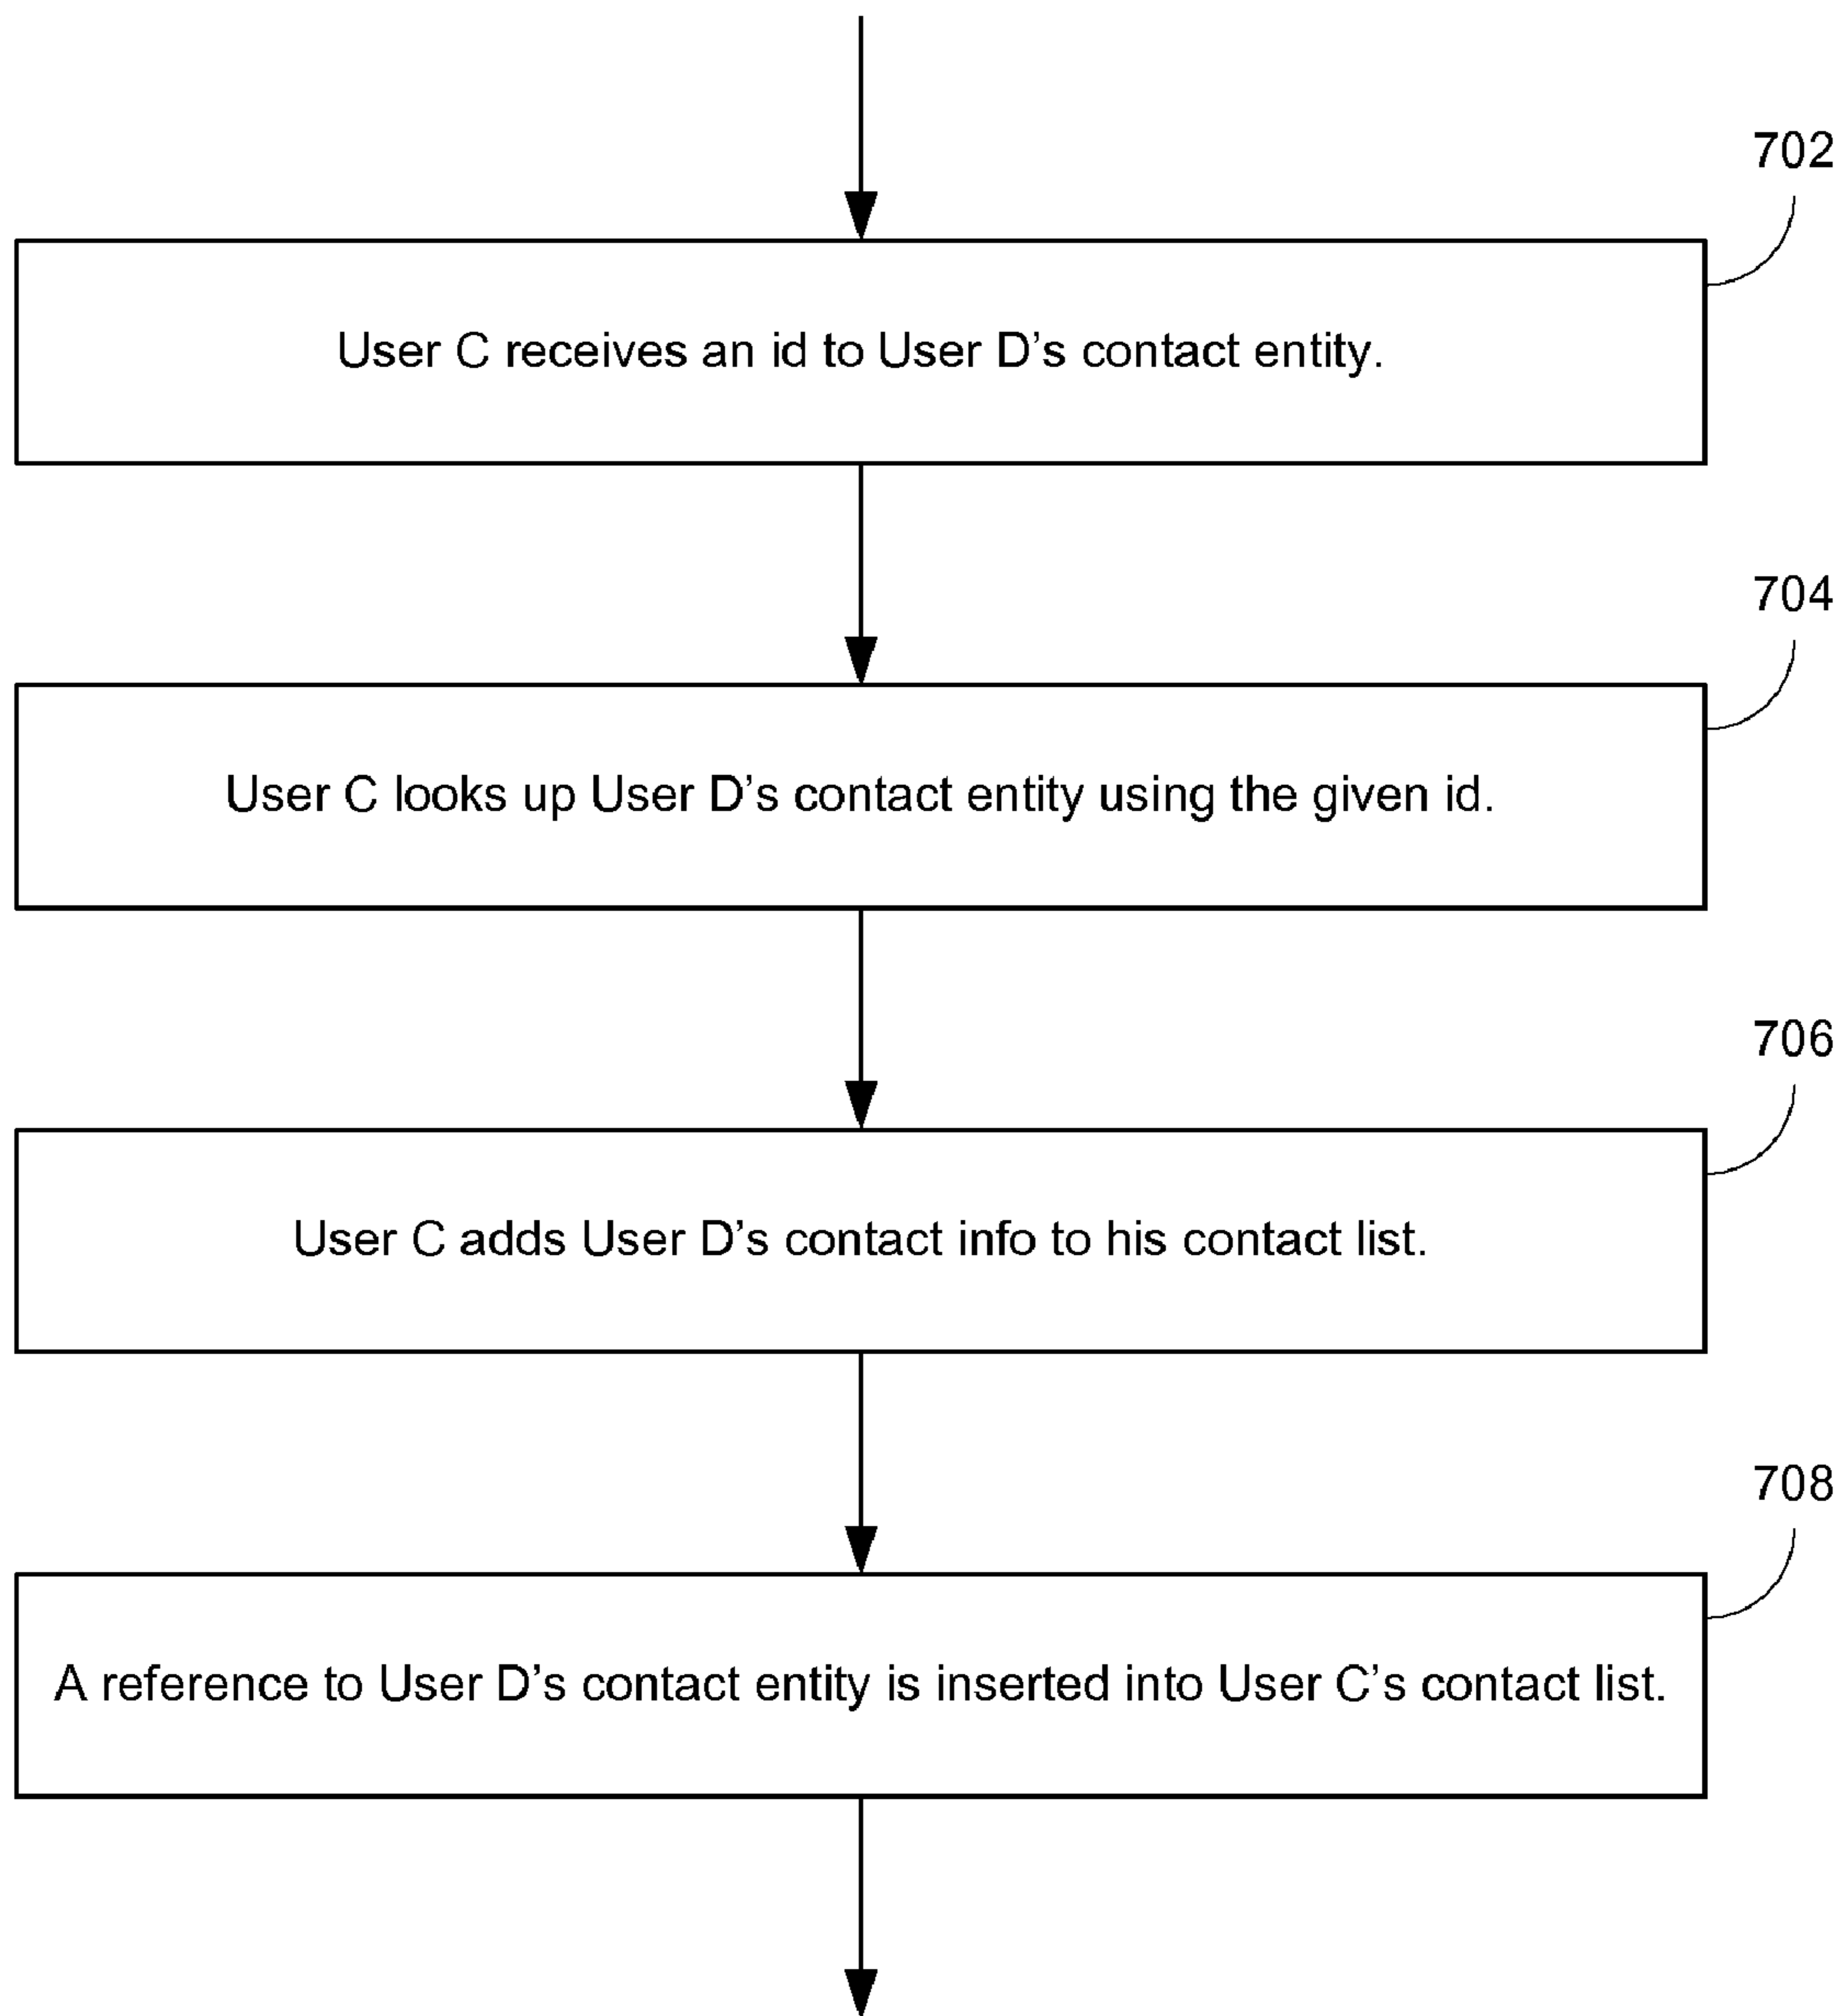 702
User C receives an id to User D’s contact entity.
704
User C looks up User D’s contact entity using the given id.
706
User C adds User D’s contact info to his contact list.
708
A reference to User D’s contact entity is inserted into User C’s contact list.